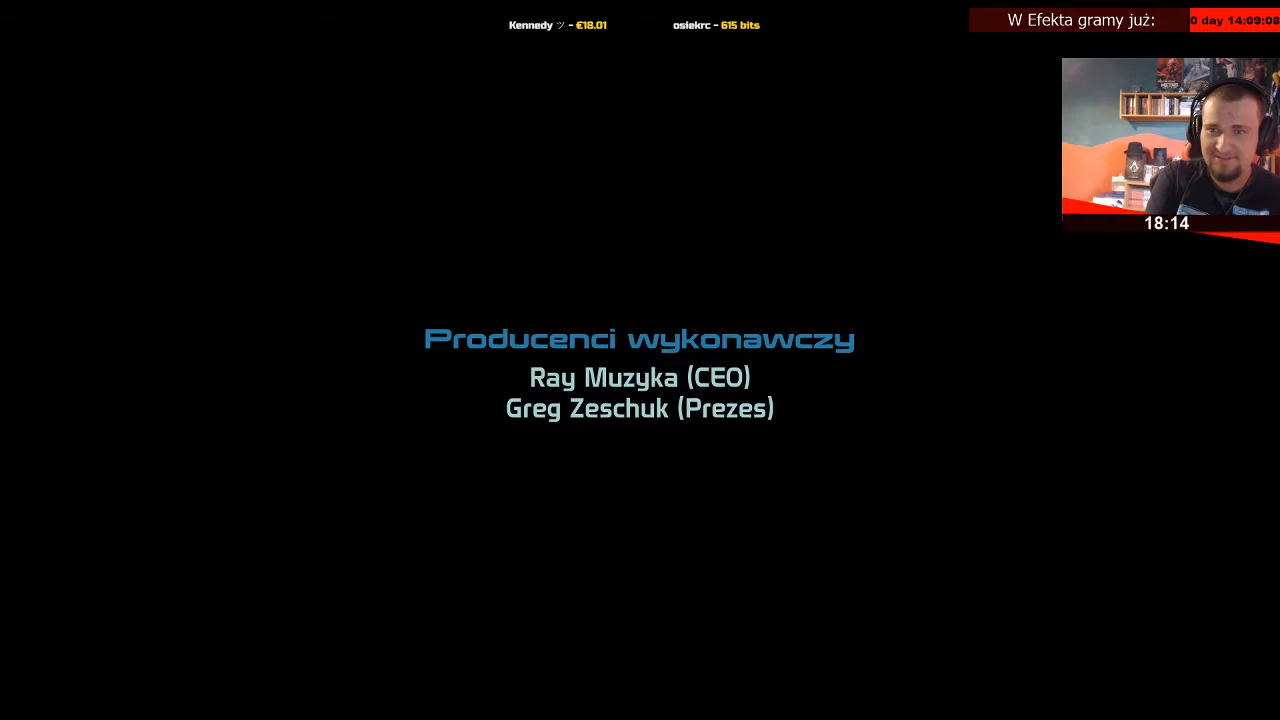 Kennedy ツ - €18.01
osiekrc - 615 bits
W Efekta gramy już:
0 day 14:09:08
18:14
Producenci wykonawczy
Ray Muzyka (CEO)
Greg Zeschuk (Prezes)